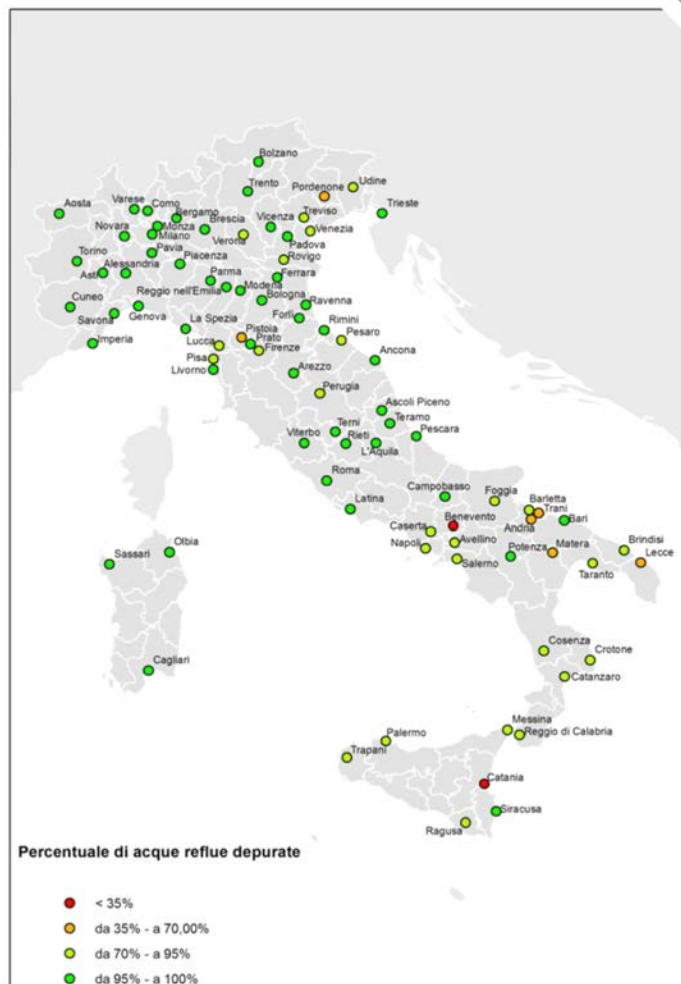 Bolzano
Trento
Pordenone
Udine
Aosta
Varese
Como
Bergamo
Brescia
Vicenza
Treviso
Trieste
Novara
Monza
Milano
Verona
Padova
Venezia
Torino
Pavia
Piacenza
Rovigo
Asti
Alessandria
Parma
Ferrara
Cuneo
Reggio nell'Emilia
Modena
Bologna
Ravenna
Savona
Genova
La Spezia
Forlì
Rimini
Imperia
Pistoia
Prato
Pesaro
Lucca
Firenze
Pisa
Ancona
Livorno
Arezzo
Perugia
Ascoli Piceno
Terni
Teramo
Viterbo
Rieti
Pescara
L'Aquila
Roma
Campobasso
Foggia
Latina
Barletta
Trani
Benevento
Andria
Bari
Caserta
Avellino
Napoli
Potenza
Matera
Brindisi
Salerno
Lecce
Taranto
Olbia
Sassari
Cosenza
Crotone
Cagliari
Catanzaro
Messina
Palermo
Reggio di Calabria
Trapani
Catania
Siracusa
Ragusa
Percentuale di acque reflue depurate
< 35%
da 35% - a 70,00%
da 70% - a 95%
da 95% - a 100%